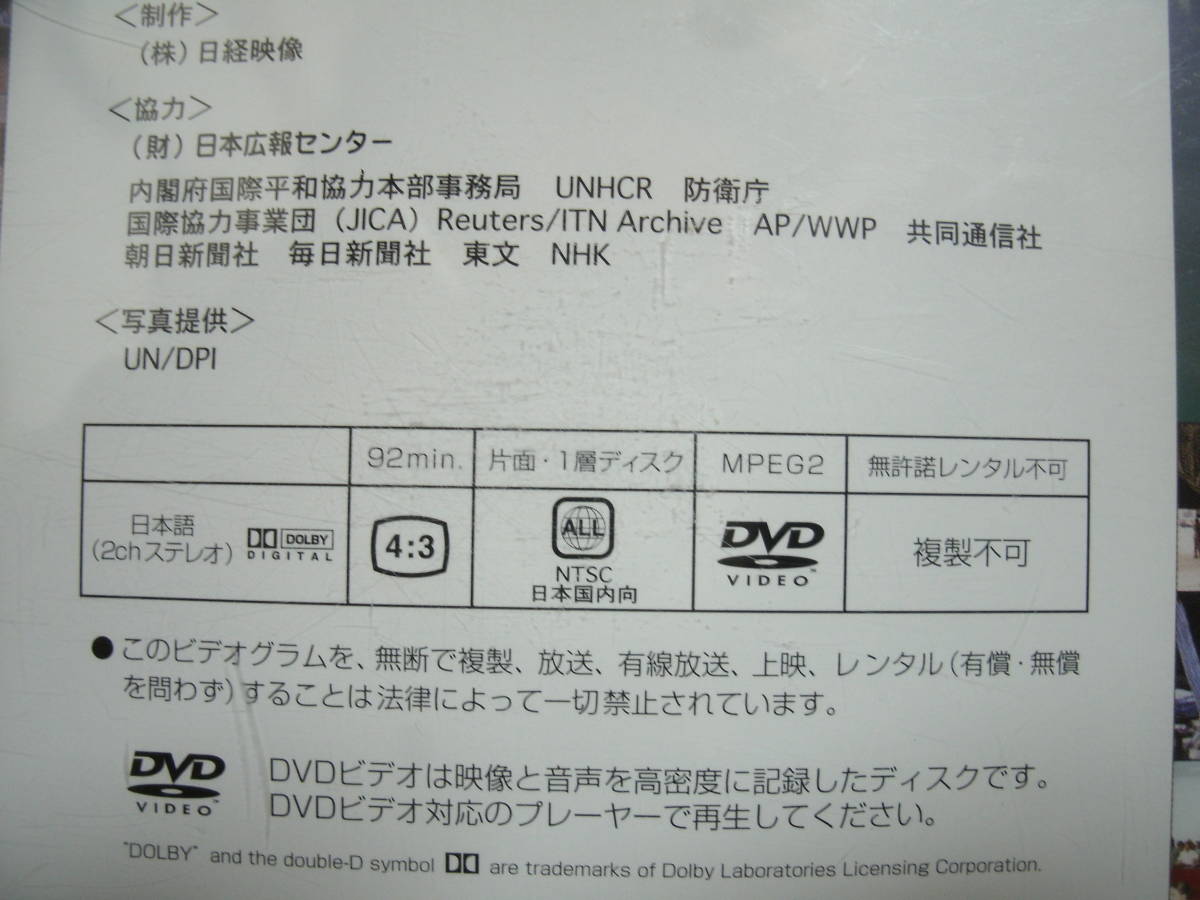 ＜制作＞
（株）日経映像
＜協力＞
（財）日本広報センター
内閣府国際平和協力本部事務局　UNHCR　防衛庁
国際協力事業団（JICA）Reuters/ITN Archive　AP/WWP　共同通信社
朝日新聞社　毎日新聞社　東文　NHK
＜写真提供＞
UN/DPI
92min.　片面・1層ディスク　MPEG2　無許諾レンタル不可
日本語
（2chステレオ）　DOLBY DIGITAL　4:3　ALL　DVD VIDEO™　複製不可
NTSC
日本国内向
●このビデオグラムを、無断で複製、放送、有線放送、上映、レンタル（有償・無償
を問わず）することは法律によって一切禁止されています。
DVD VIDEO™　DVDビデオは映像と音声を高密度に記録したディスクです。
DVDビデオ対応のプレーヤーで再生してください。
"DOLBY" and the double-D symbol are trademarks of Dolby Laboratories Licensing Corporation.